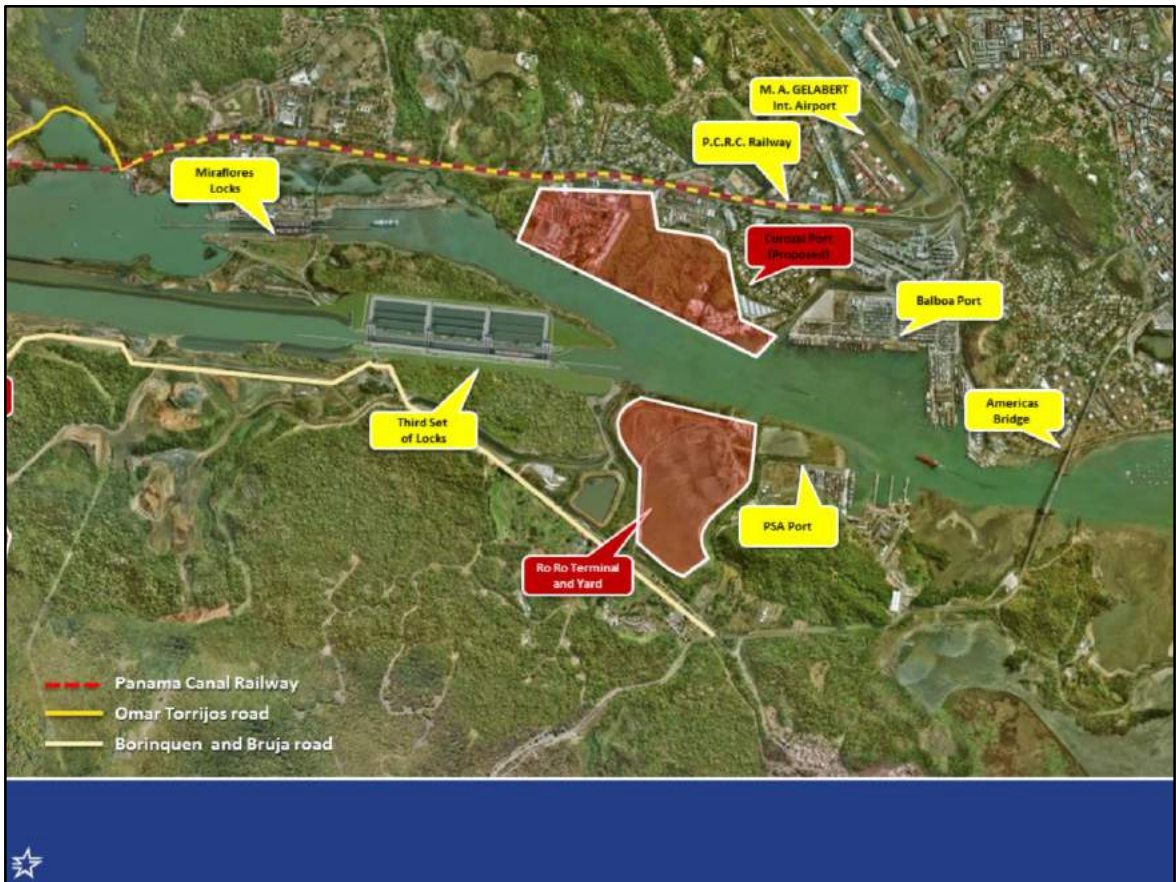 M. A. GELABERT
Int. Airport
P.C.R.C. Railway
Miraflores
Locks
Corozal Port
(Proposed)
Balboa Port
Americas
Bridge
Third Set
of Locks
PSA Port
Ro Ro Terminal
and Yard
Panama Canal Railway
Omar Torrijos road
Borinquen and Bruja road